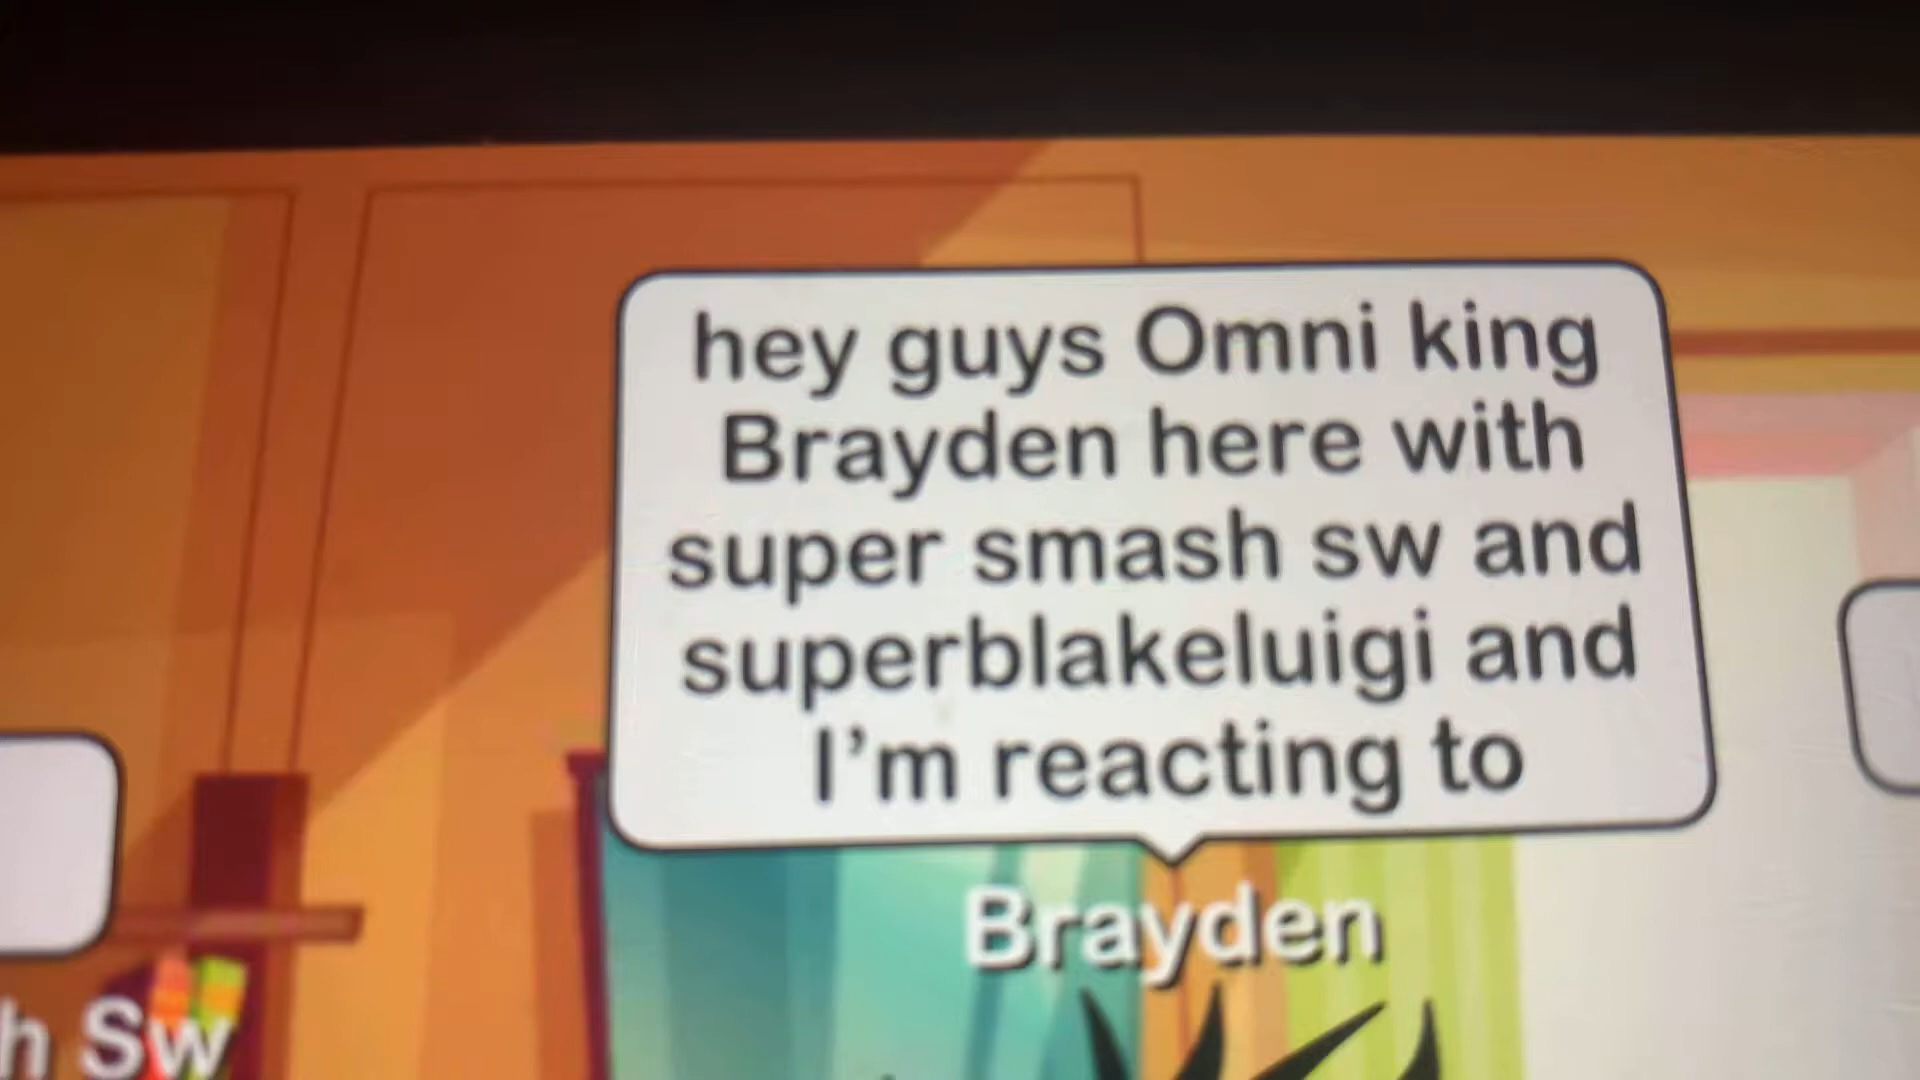 hey guys Omni king
Brayden here with
super smash sw and
superblakeluigi and
I'm reacting to
Brayden
h Sw